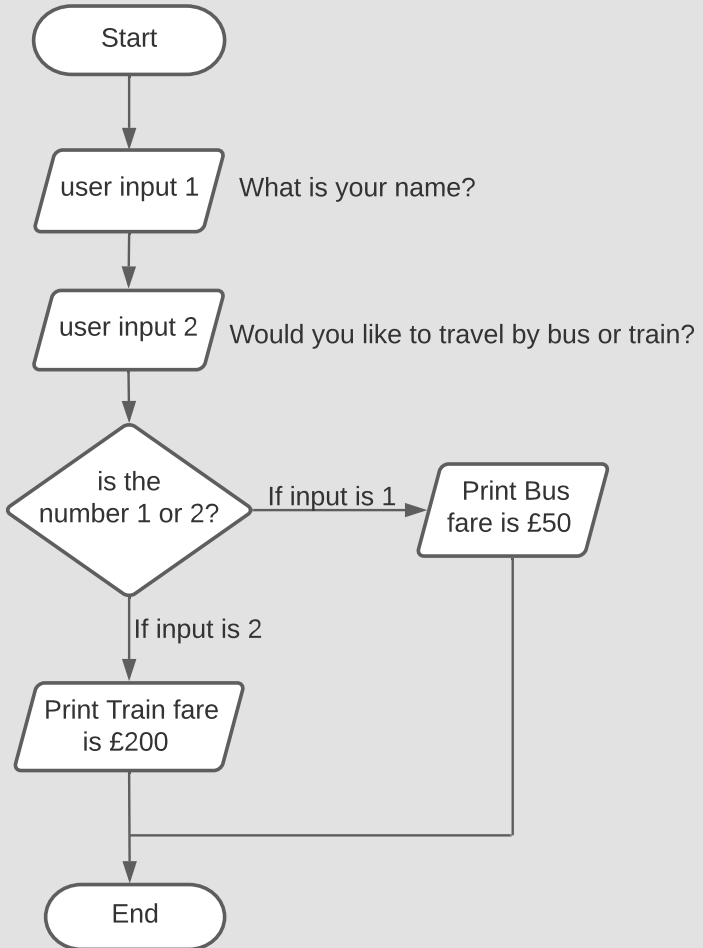 Start
user input 1
What is your name?
user input 2
Would you like to travel by bus or train?
is the
number 1 or 2?
If input is 1
Print Bus
fare is £50
If input is 2
Print Train fare
is £200
End